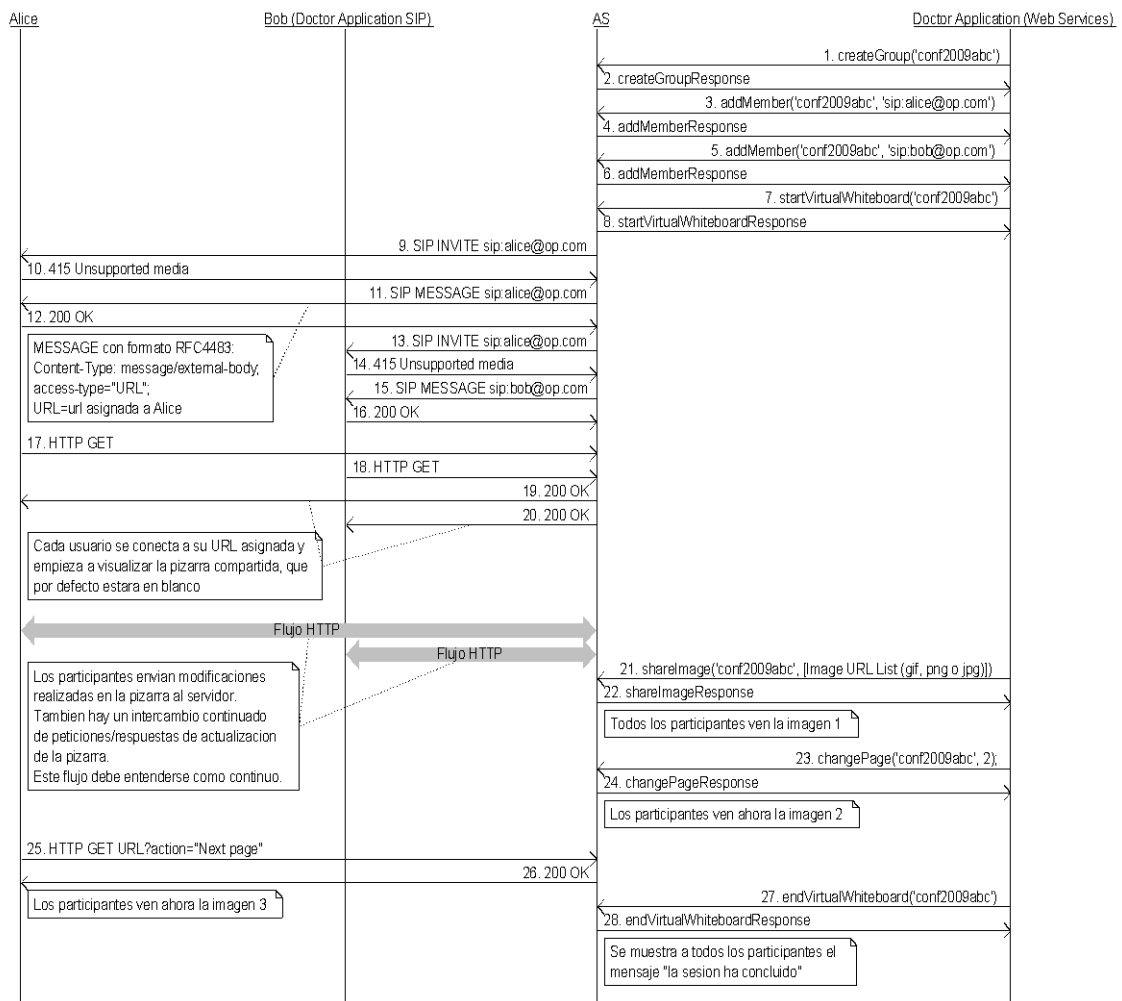 Alice
Bob (Doctor Application SIP)
AS
Doctor Application (Web Services)
1. createGroup('conf2009abc')
2. createGroupResponse
3. addMember('conf2009abc', 'sip:alice@op.com')
4. addMemberResponse
5. addMember('conf2009abc', 'sip:bob@op.com')
6. addMemberResponse
7. startVirtualWhiteboard('conf2009abc')
8. startVirtualWhiteboardResponse
9. SIP INVITE sip:alice@op.com
10. 415 Unsupported media
11. SIP MESSAGE sip:alice@op.com
12. 200 OK
MESSAGE con formato RFC4483:
Content-Type: message/external-body;
access-type="URL";
URL=url asignada a Alice
13. SIP INVITE sip:alice@op.com
14. 415 Unsupported media
15. SIP MESSAGE sip:bob@op.com
16. 200 OK
17. HTTP GET
18. HTTP GET
19. 200 OK
20. 200 OK
Cada usuario se conecta a su URL asignada y
empieza a visualizar la pizarra compartida, que
por defecto estara en blanco
Flujo HTTP
Flujo HTTP
Los participantes envian modificaciones
realizadas en la pizarra al servidor.
Tambien hay un intercambio continuado
de peticiones/respuestas de actualizacion
de la pizarra.
Este flujo debe entenderse como continuo.
21. shareImage('conf2009abc', [Image URL List (gif, png o jpg)])
22. shareImageResponse
Todos los participantes ven la imagen 1
23. changePage('conf2009abc', 2);
24. changePageResponse
Los participantes ven ahora la imagen 2
25. HTTP GET URL?action="Next page"
26. 200 OK
Los participantes ven ahora la imagen 3
27. endVirtualWhiteboard('conf2009abc')
28. endVirtualWhiteboardResponse
Se muestra a todos los participantes el
mensaje "la sesion ha concluido"